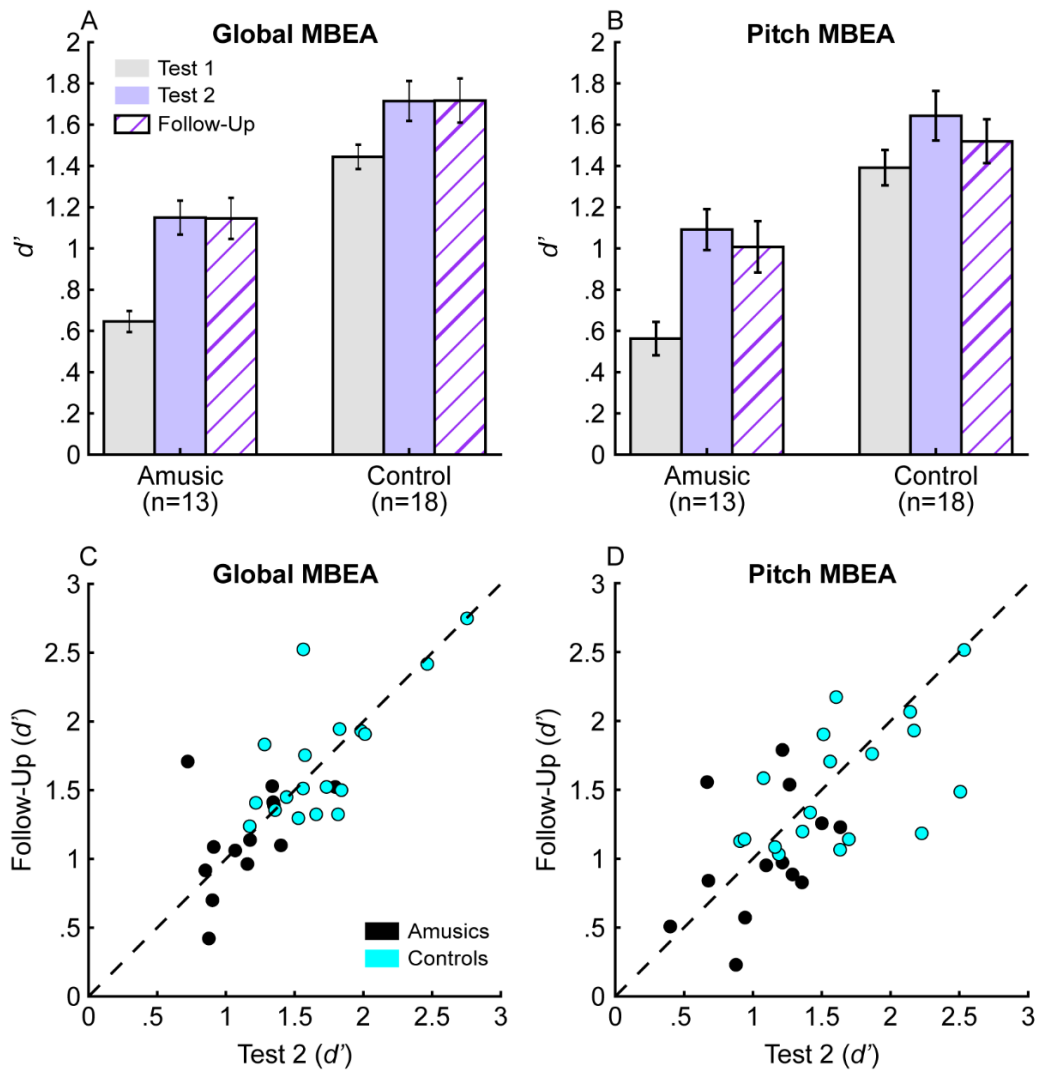 A
Global MBEA
2
1.8
1.6
1.4
1.2
1
.8
.6
.4
.2
0
d'
Test 1
Test 2
Follow-Up
Amusic
(n=13)
Control
(n=18)
B
Pitch MBEA
2
1.8
1.6
1.4
1.2
1
.8
.6
.4
.2
0
d'
Amusic
(n=13)
Control
(n=18)
C
Global MBEA
3
2.5
2
1.5
1
.5
0
Follow-Up (d')
Amusics
Controls
0 .5 1 1.5 2 2.5 3
Test 2 (d')
D
Pitch MBEA
3
2.5
2
1.5
1
.5
0
Follow-Up (d')
0 .5 1 1.5 2 2.5 3
Test 2 (d')